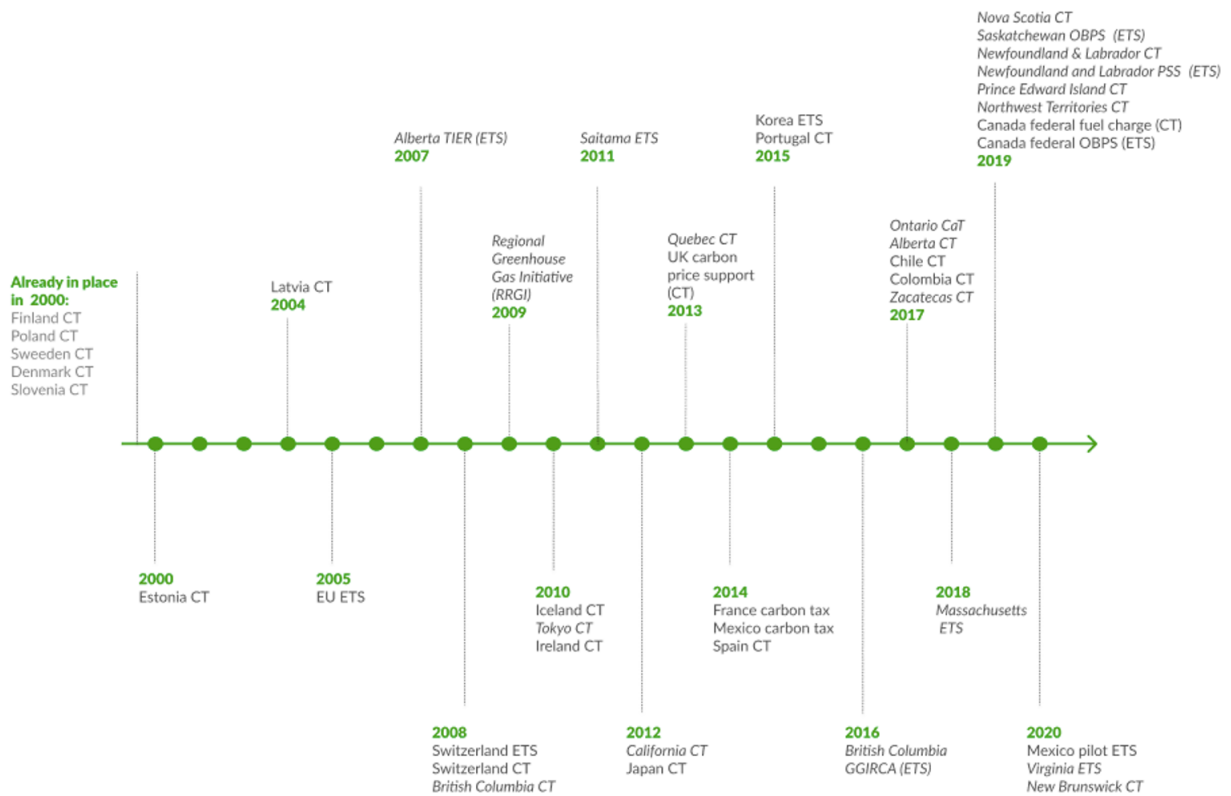 Already in place
in 2000:
Finland CT
Poland CT
Sweeden CT
Denmark CT
Slovenia CT
2000
Estonia CT
Latvia CT
2004
2005
EU ETS
Alberta TIER (ETS)
2007
2008
Switzerland ETS
Switzerland CT
British Columbia CT
Regional
Greenhouse
Gas Initiative
(RRGI)
2009
2010
Iceland CT
Tokyo CT
Ireland CT
Saitama ETS
2011
2012
California CT
Japan CT
Quebec CT
UK carbon
price support
(CT)
2013
2014
France carbon tax
Mexico carbon tax
Spain CT
Korea ETS
Portugal CT
2015
2016
British Columbia
GGIRCA (ETS)
Ontario CaT
Alberta CT
Chile CT
Colombia CT
Zacatecas CT
2017
2018
Massachusetts
ETS
Nova Scotia CT
Saskatchewan OBPS (ETS)
Newfoundland & Labrador CT
Newfoundland and Labrador PSS (ETS)
Prince Edward Island CT
Northwest Territories CT
Canada federal fuel charge (CT)
Canada federal OBPS (ETS)
2019
2020
Mexico pilot ETS
Virginia ETS
New Brunswick CT